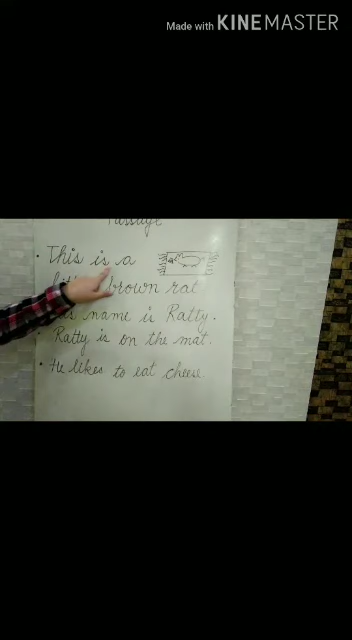 Made with KINEMASTER
Passage
• This is a
brown rat
name is Ratty.
• Ratty is on the mat.
• He likes to eat cheese.